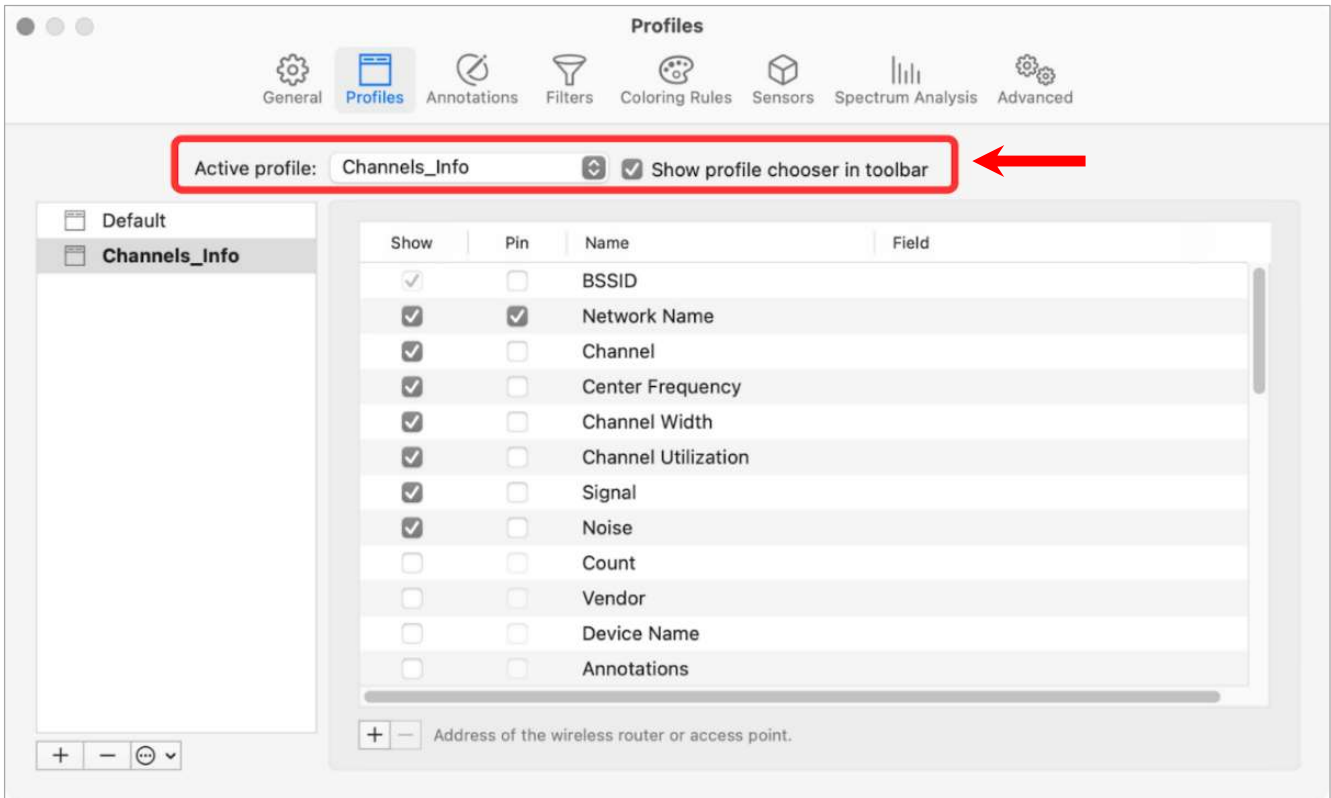 Profiles
General Profiles Annotations Filters Coloring Rules Sensors Spectrum Analysis Advanced
Active profile: Channels_Info Show profile chooser in toolbar
Default
Channels_Info
Show Pin Name Field
BSSID
Network Name
Channel
Center Frequency
Channel Width
Channel Utilization
Signal
Noise
Count
Vendor
Device Name
Annotations
Address of the wireless router or access point.